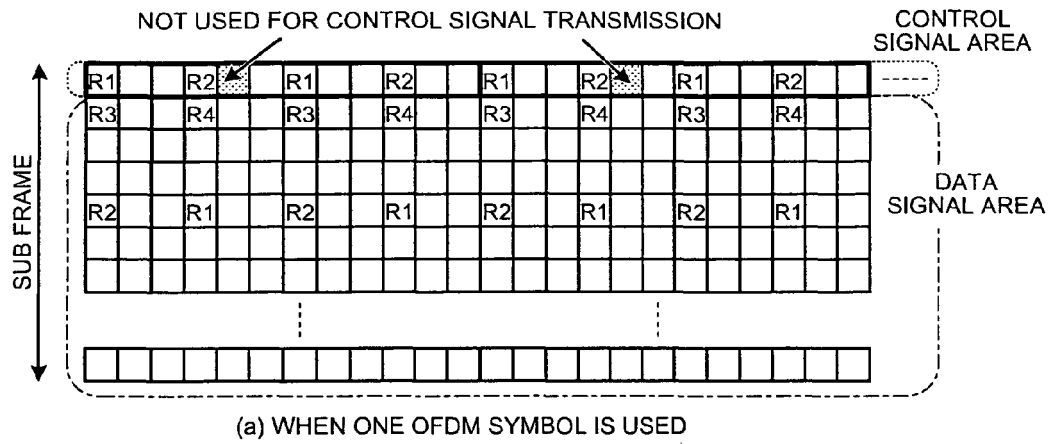 NOT USED FOR CONTROL SIGNAL TRANSMISSION
CONTROL
SIGNAL AREA
R1 R2 R1 R2 R1 R2 R1 R2
R3 R4 R3 R4 R3 R4 R3 R4
R2 R1 R2 R1 R2 R1 R2 R1
SUB FRAME
DATA
SIGNAL AREA
(a) WHEN ONE OFDM SYMBOL IS USED